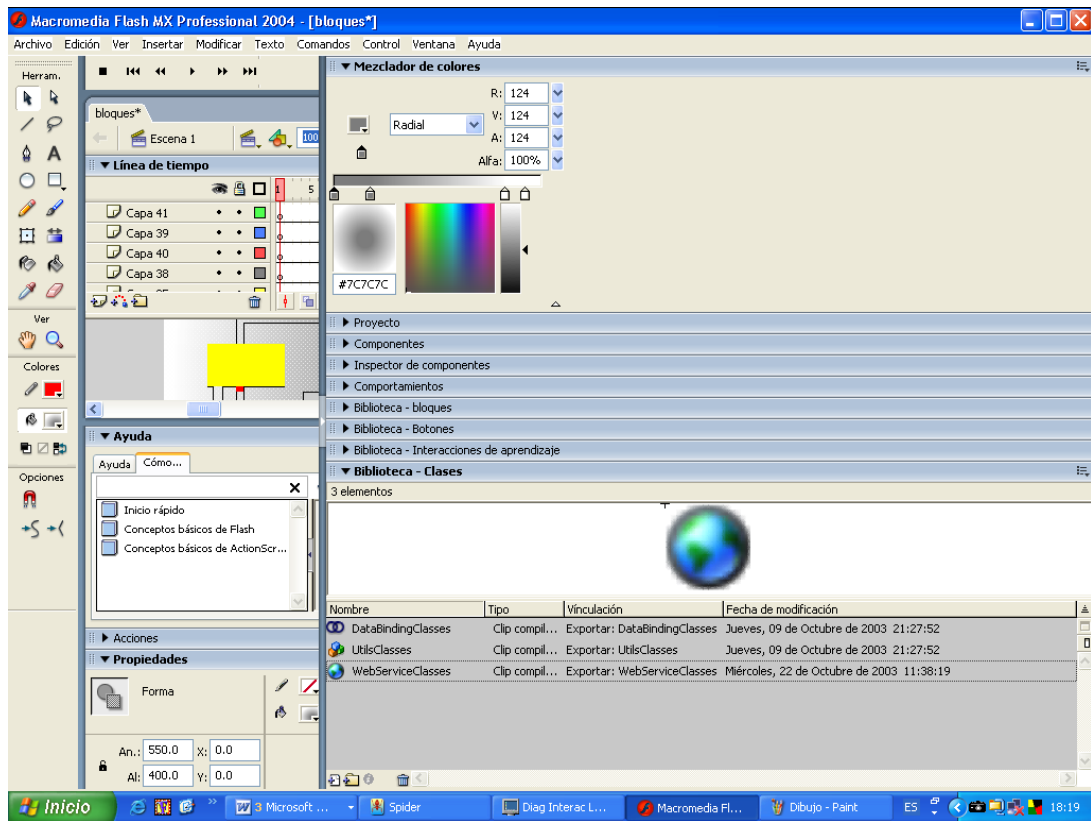 Macromedia Flash MX Professional 2004 - [bloques*]
Archivo Edición Ver Insertar Modificar Texto Comandos Control Ventana Ayuda
Herram.
Ver
Colores
Opciones
bloques*
Escena 1
100
Línea de tiempo
1 5
Capa 41
Capa 39
Capa 40
Capa 38
Ayuda
Ayuda Cómo...
Inicio rápido
Conceptos básicos de Flash
Conceptos básicos de ActionScr...
Acciones
Propiedades
Forma
An.: 550.0 X: 0.0
Al: 400.0 Y: 0.0
Mezclador de colores
R: 124
Radial
V: 124
A: 124
Alfa: 100%
#7C7C7C
Proyecto
Componentes
Inspector de componentes
Comportamientos
Biblioteca - bloques
Biblioteca - Botones
Biblioteca - Interacciones de aprendizaje
Biblioteca - Clases
3 elementos
Nombre Tipo Vinculación Fecha de modificación
DataBindingClasses Clip compil... Exportar: DataBindingClasses Jueves, 09 de Octubre de 2003 21:27:52
UtilsClasses Clip compil... Exportar: UtilsClasses Jueves, 09 de Octubre de 2003 21:27:52
WebServiceClasses Clip compil... Exportar: WebServiceClasses Miércoles, 22 de Octubre de 2003 11:38:19
Inicio » 3 Microsoft ... Spider Diag Interac L... Macromedia Fl... Dibujo - Paint ES 18:19